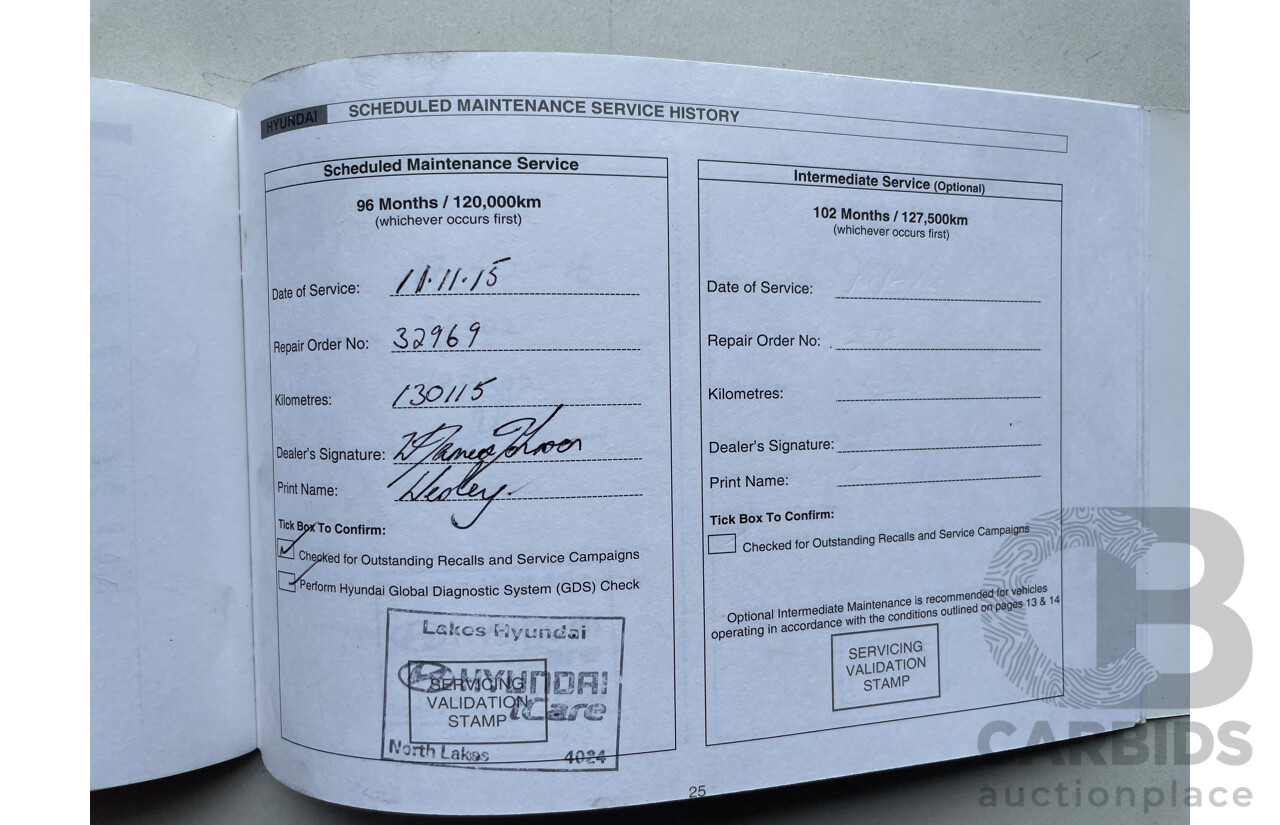 HYUNDAI
SCHEDULED MAINTENANCE SERVICE HISTORY
Scheduled Maintenance Service
96 Months / 120,000km
(whichever occurs first)
Date of Service: 11.11.15
Repair Order No: 32969
Kilometres: 130115
Dealer's Signature:
Print Name: Wesley.
Tick Box To Confirm:
Checked for Outstanding Recalls and Service Campaigns
Perform Hyundai Global Diagnostic System (GDS) Check
Lakes Hyundai
HYUNDAI
iCare
SERVICING
VALIDATION
STAMP
North Lakes 4024
Intermediate Service (Optional)
102 Months / 127,500km
(whichever occurs first)
Date of Service:
Repair Order No:
Kilometres:
Dealer's Signature:
Print Name:
Tick Box To Confirm:
Checked for Outstanding Recalls and Service Campaigns
Optional Intermediate Maintenance is recommended for vehicles
operating in accordance with the conditions outlined on pages 13 & 14
SERVICING
VALIDATION
STAMP
25
CARBIDS
auctionplace